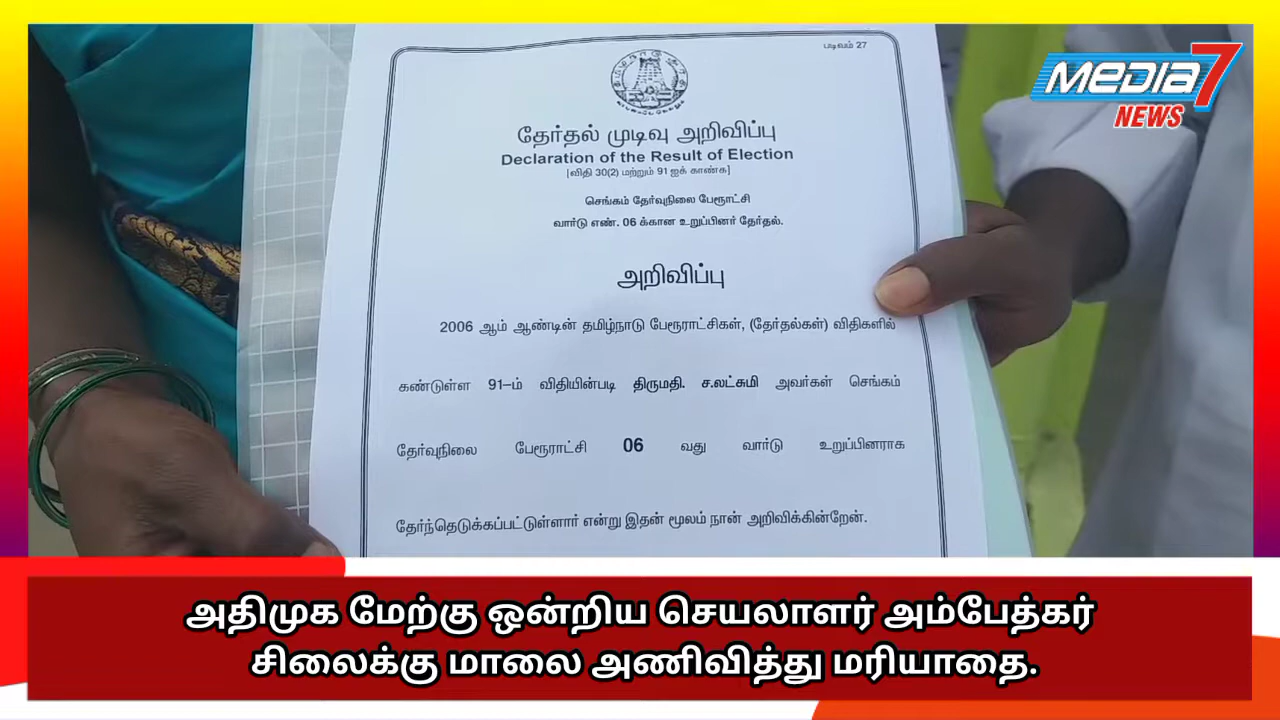 படிவம் 27
MEDIA 7
NEWS
தேர்தல் முடிவு அறிவிப்பு
Declaration of the Result of Election
[விதி 30(2) மற்றும் 91 ஐக் காண்க]
செங்கம் தேர்வுநிலை பேரூராட்சி
வார்டு எண். 06 க்கான உறுப்பினர் தேர்தல்.
அறிவிப்பு
2006 ஆம் ஆண்டின் தமிழ்நாடு பேரூராட்சிகள், (தேர்தல்கள்) விதிகளில்
கண்டுள்ள 91-ம் விதியின்படி திருமதி. ச.லட்சுமி அவர்கள் செங்கம்
தேர்வுநிலை பேரூராட்சி 06 வது வார்டு உறுப்பினராக
தேர்ந்தெடுக்கப்பட்டுள்ளார் என்று இதன் மூலம் நான் அறிவிக்கின்றேன்.
அதிமுக மேற்கு ஒன்றிய செயலாளர் அம்பேத்கர்
சிலைக்கு மாலை அணிவித்து மரியாதை.